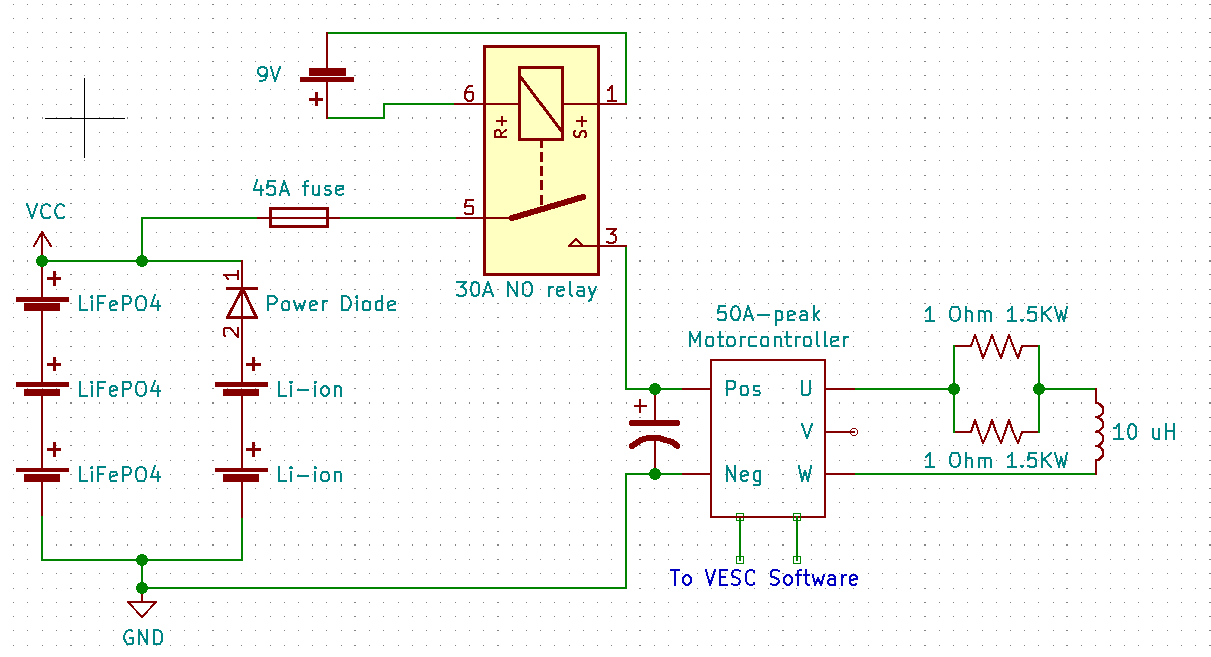 9V
+
6
1
R+
S+
45A fuse
5
VCC
3
+
1
LiFePO4
Power Diode
30A NO relay
2
50A-peak
Motorcontroller
1 Ohm 1.5KW
+
LiFePO4
+
Li-ion
+
Pos
U
V
10 uH
+
LiFePO4
+
Li-ion
Neg
W
1 Ohm 1.5KW
To VESC Software
GND